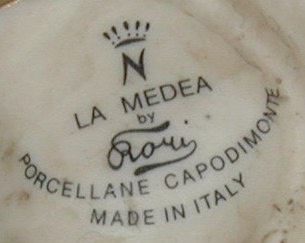 N
LA MEDEA
by
Rori
PORCELLANE CAPODIMONTE
MADE IN ITALY